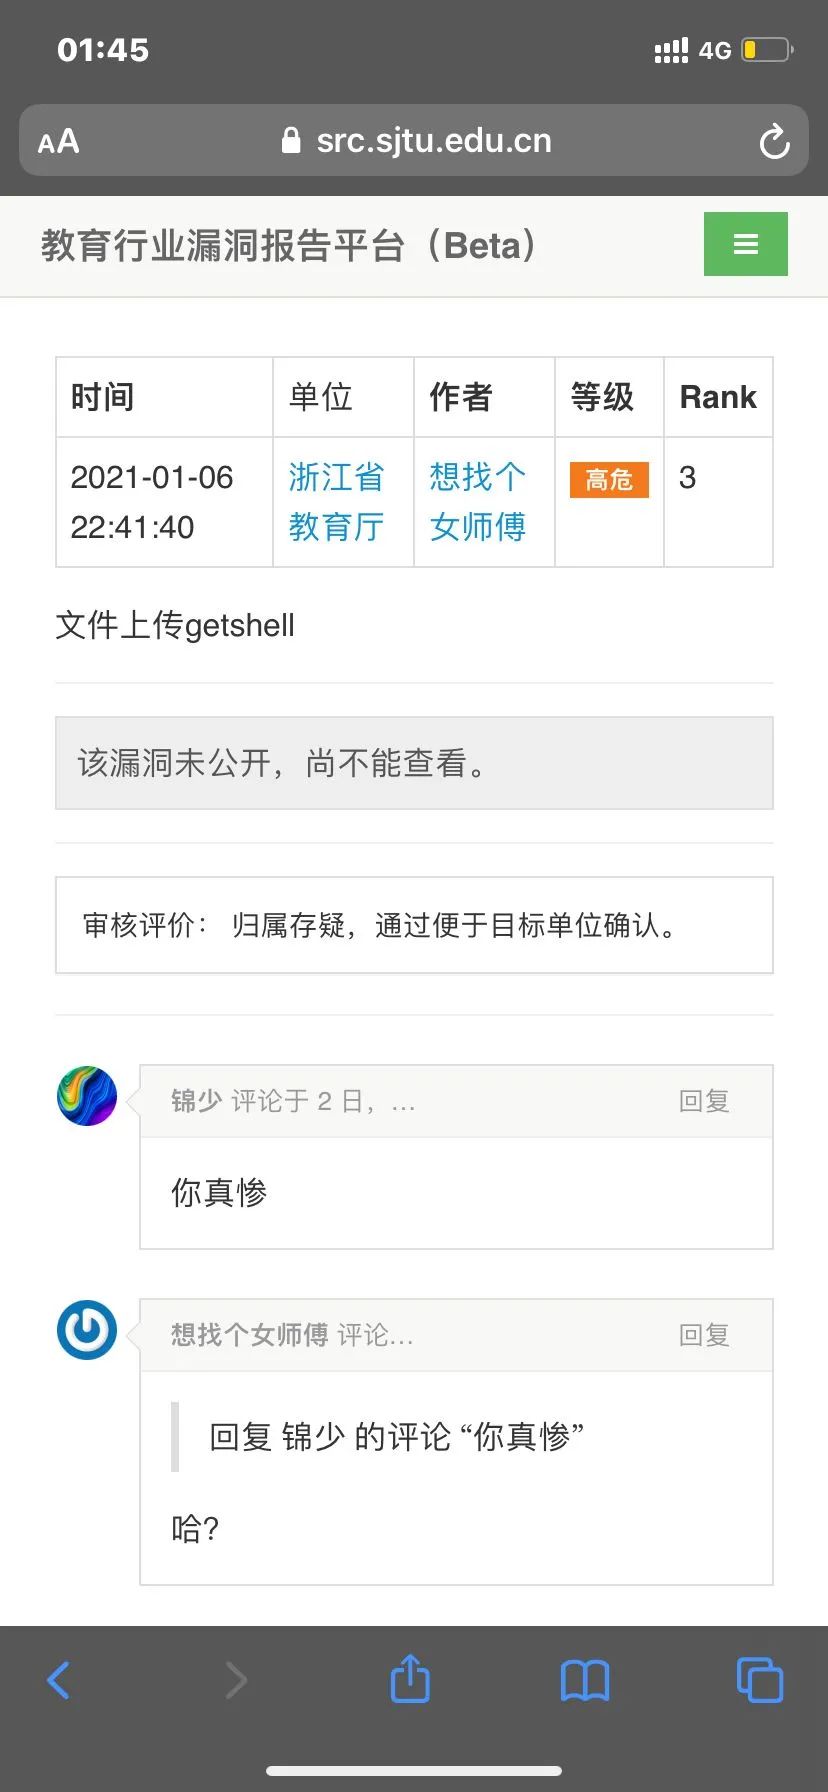 01:45
4G
AA
src.sjtu.edu.cn
教育行业漏洞报告平台（Beta）
时间 单位 作者 等级 Rank
2021-01-06 浙江省 想找个 高危 3
22:41:40 教育厅 女师傅
文件上传getshell
该漏洞未公开，尚不能查看。
审核评价： 归属存疑，通过便于目标单位确认。
锦少 评论于 2 日，… 回复
你真惨
想找个女师傅 评论… 回复
回复 锦少 的评论 “你真惨”
哈?